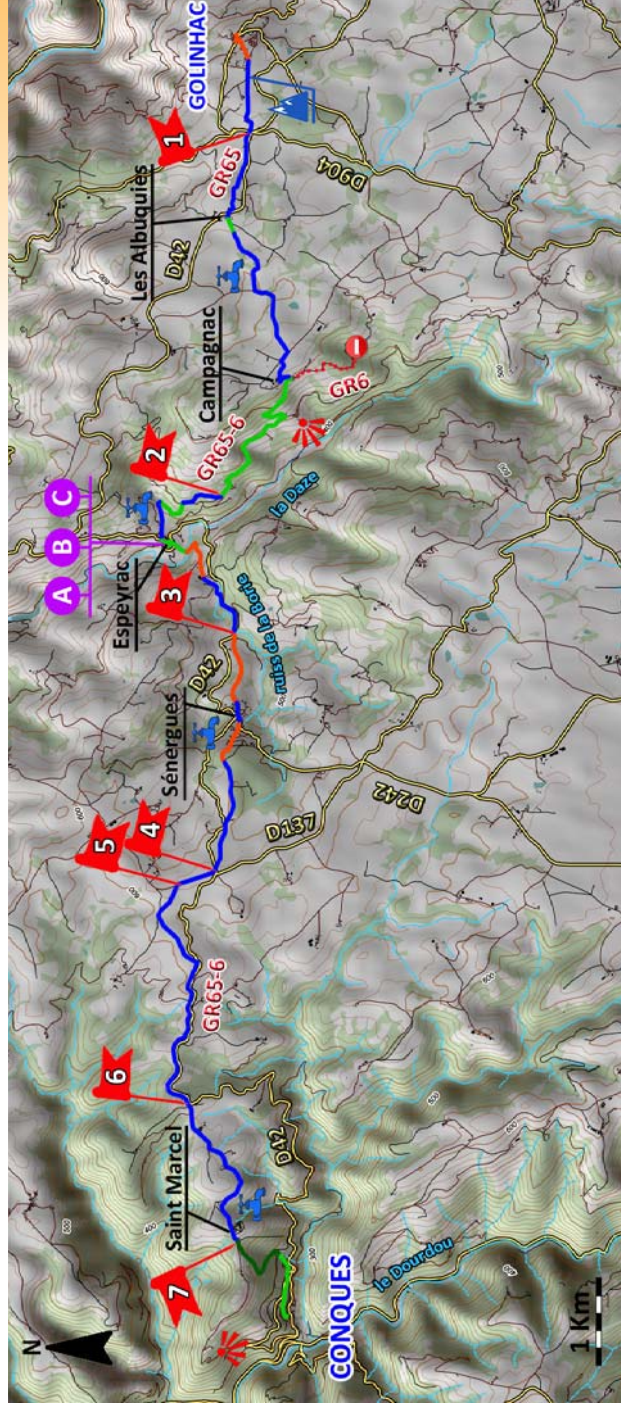 N
A
B
C
GOLINHAC
1
Les Albuquies
GR65
D42
D904
Campagnac
GR6
2
GR65-6
la Daze
Espeyrac
3
ruiss de la Borie
D42
Sénergues
D242
D137
4
5
GR65-6
6
Saint Marcel
D42
7
CONQUES
le Dourdou
1 Km